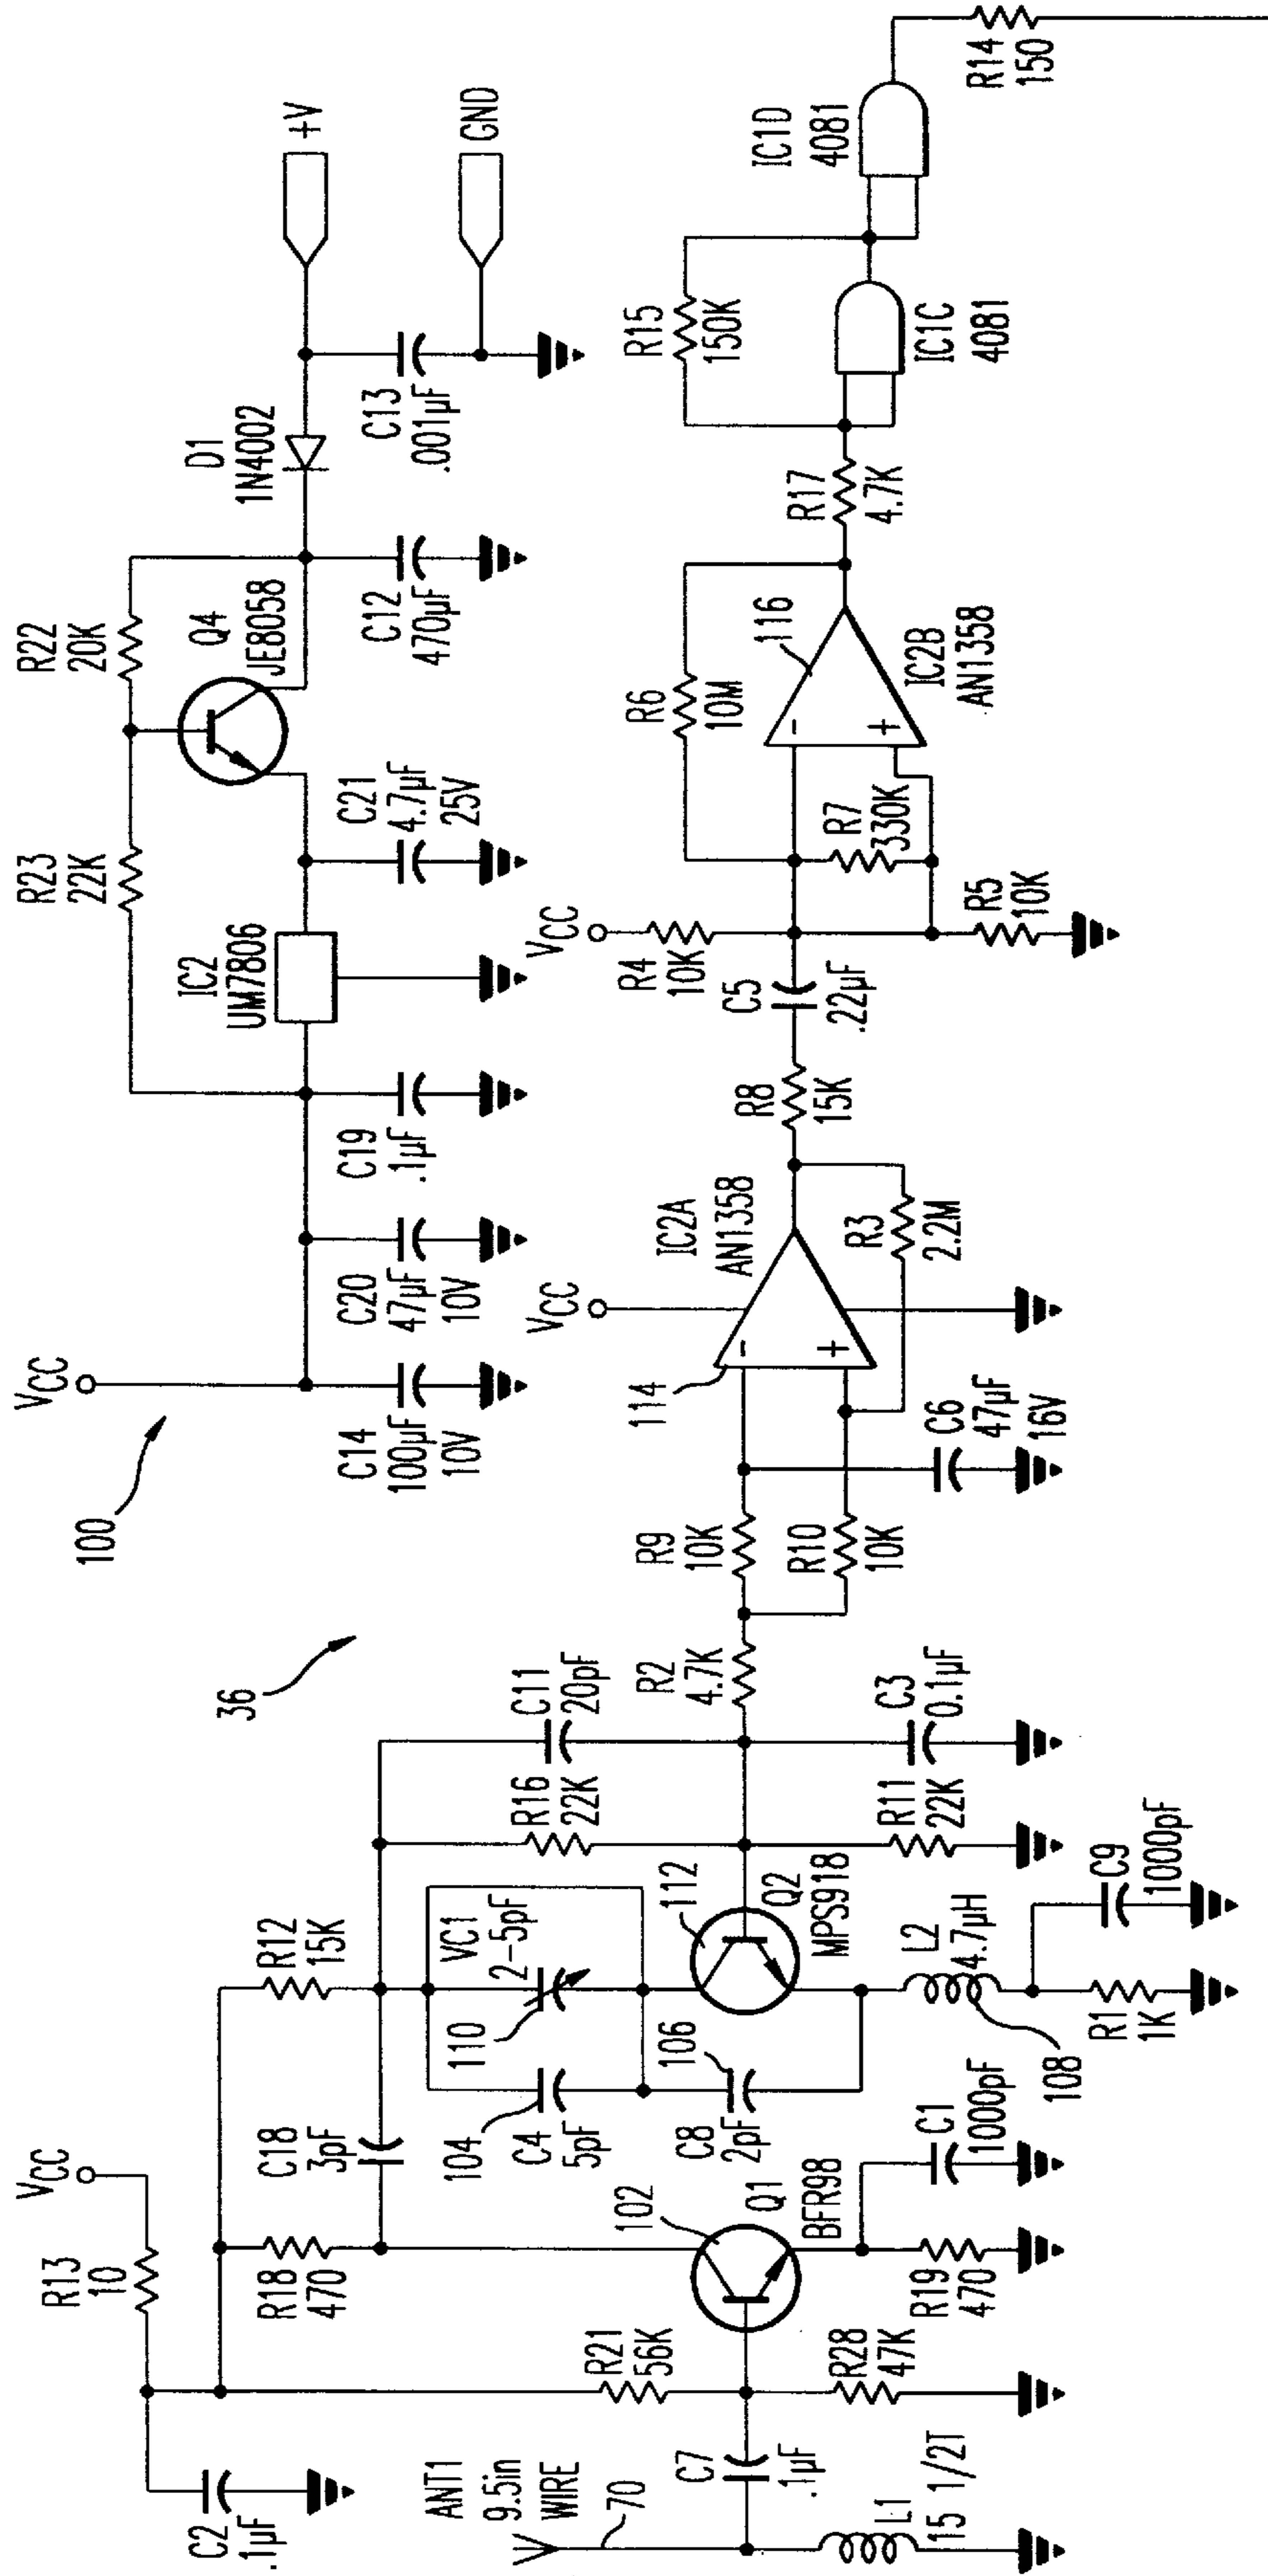 100
VCC
C14
100µF
10V
C20
47µF
10V
C19
.1µF
R23
22K
IC2
UM7806
C21
4.7µF
25V
R22
20K
Q4
JE8058
C12
470µF
D1
1N4002
C13
.001µF
+V
GND
36
VCC
R13
10
C2
.1µF
ANT1
9.5in
WIRE
70
L1
15 1/2T
C7
.1µF
R21
56K
R28
47K
R18
470
102
Q1
BFR98
R19
470
C1
1000pF
C18
3pF
R12
15K
104
C4
5pF
110
VC1
2-5pF
C8
2pF
106
112
Q2
MPS918
L2
4.7µH
108
R1
1K
C9
1000pF
R16
22K
C11
20pF
R11
22K
C3
0.1µF
R2
4.7K
R9
10K
R10
10K
C6
47µF
16V
114
-
+
VCC
IC2A
AN1358
R3
2.2M
R8
15K
C5
.22µF
VCC
R4
10K
R5
10K
R7
330K
R6
10M
116
-
+
IC2B
AN1358
R17
4.7K
R15
150K
IC1C
4081
IC1D
4081
R14
150